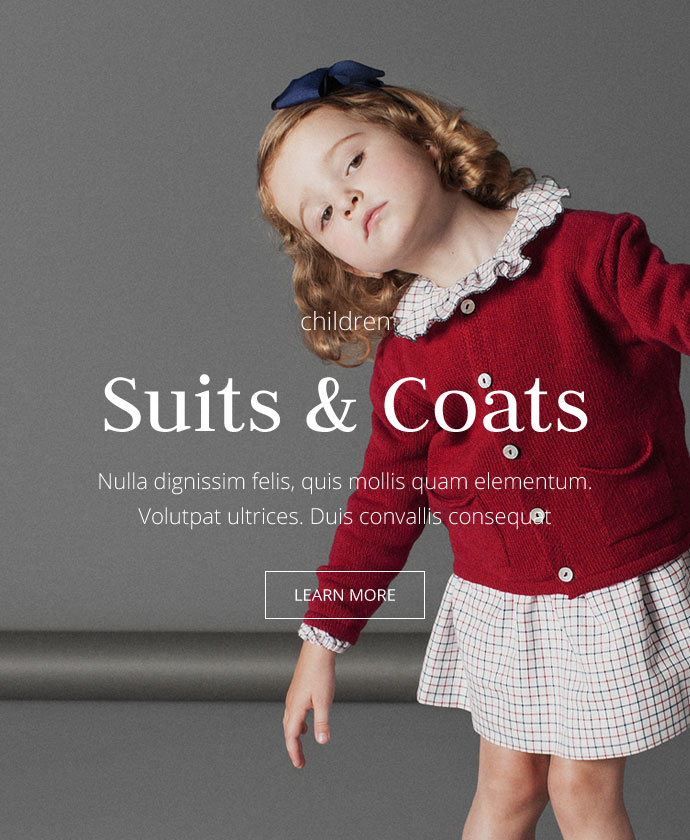 children
Suits & Coats
Nulla dignissim felis, quis mollis quam elementum.
Volutpat ultrices. Duis convallis consequat
LEARN MORE